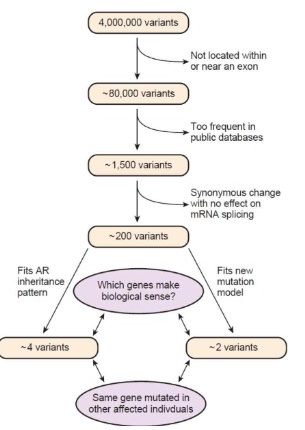 4,000,000 variants
Not located within
or near an exon
~80,000 variants
Too frequent in
public databases
~1,500 variants
Synonymous change
with no effect on
mRNA splicing
~200 variants
Fits AR
inheritance
pattern
Which genes make
biological sense?
Fits new
mutation
model
~4 variants
~2 variants
Same gene mutated in
other affected indivduals